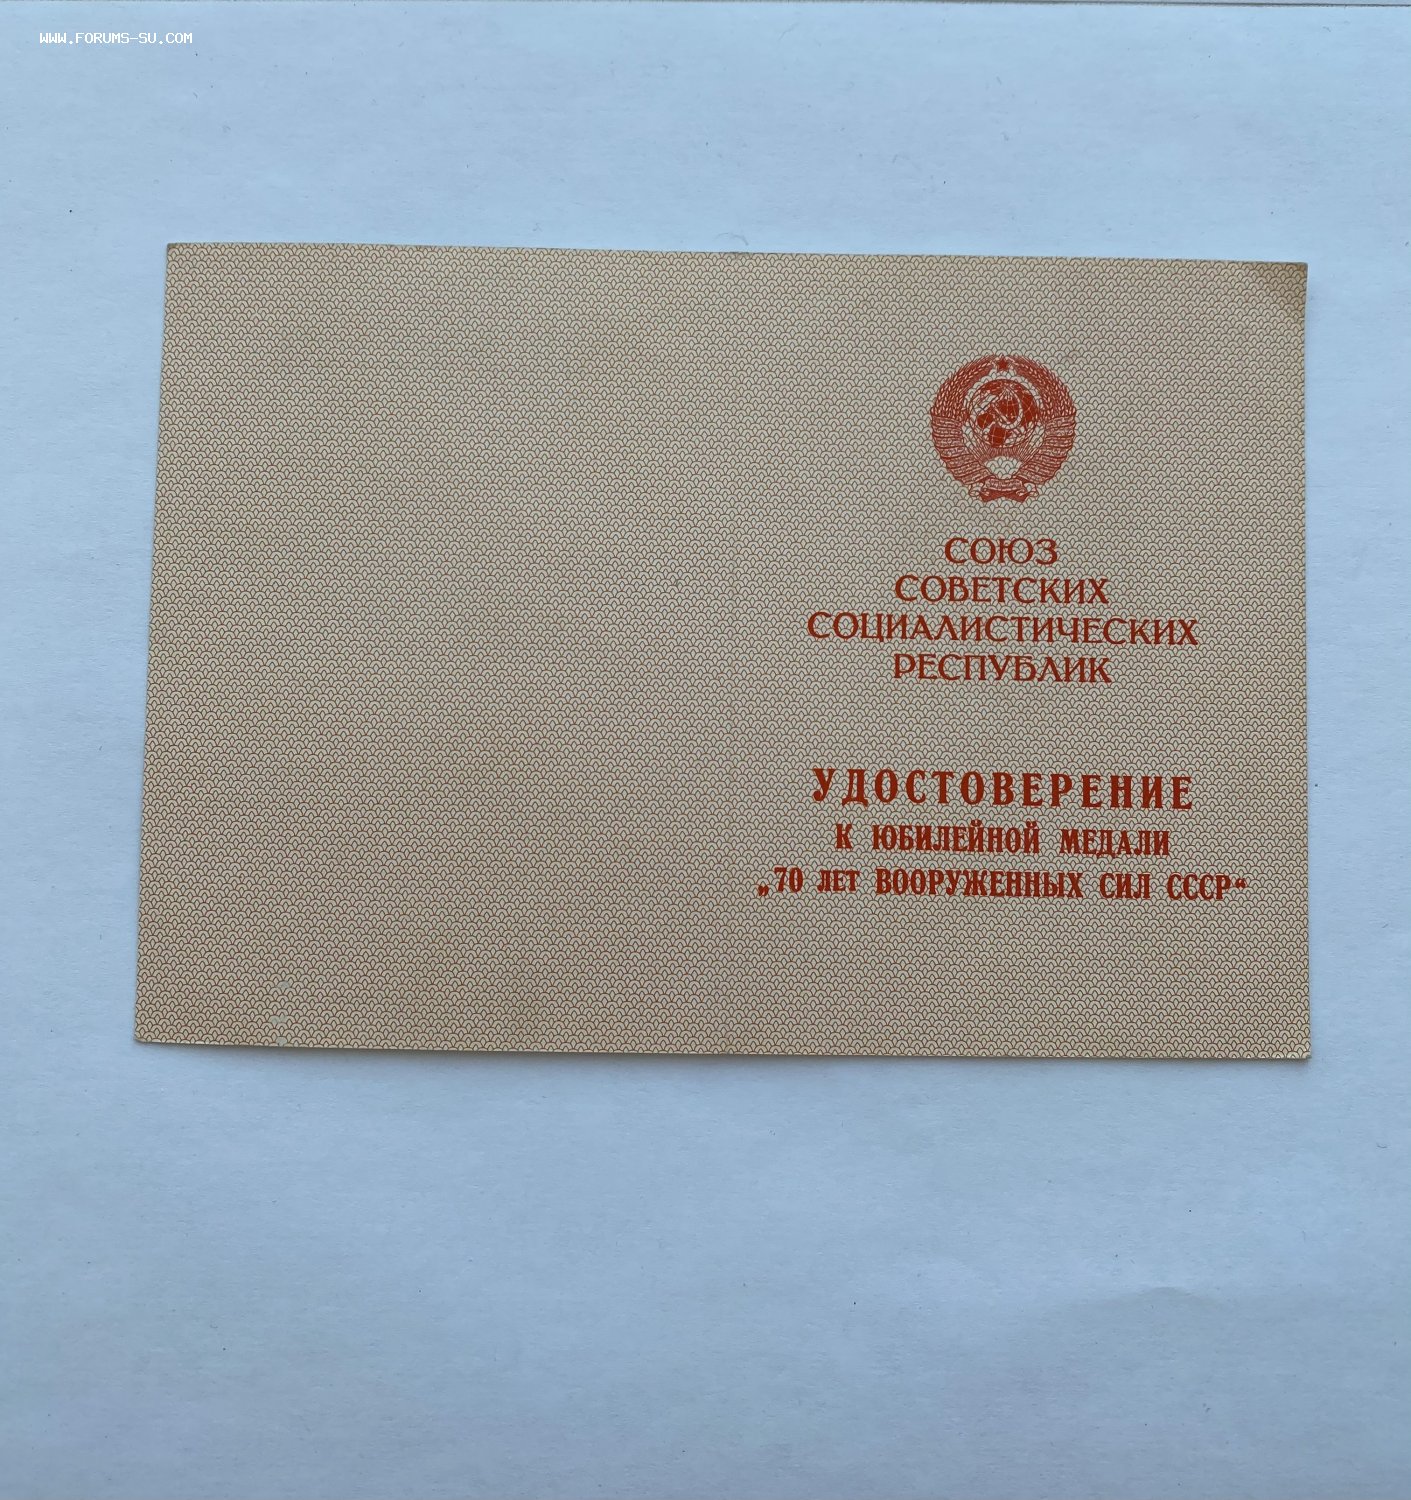 WWW.FORUMS-SU.COM
СОЮЗ
СОВЕТСКИХ
СОЦИАЛИСТИЧЕСКИХ
РЕСПУБЛИК
УДОСТОВЕРЕНИЕ
К ЮБИЛЕЙНОЙ МЕДАЛИ
„70 ЛЕТ ВООРУЖЕННЫХ СИЛ СССР“